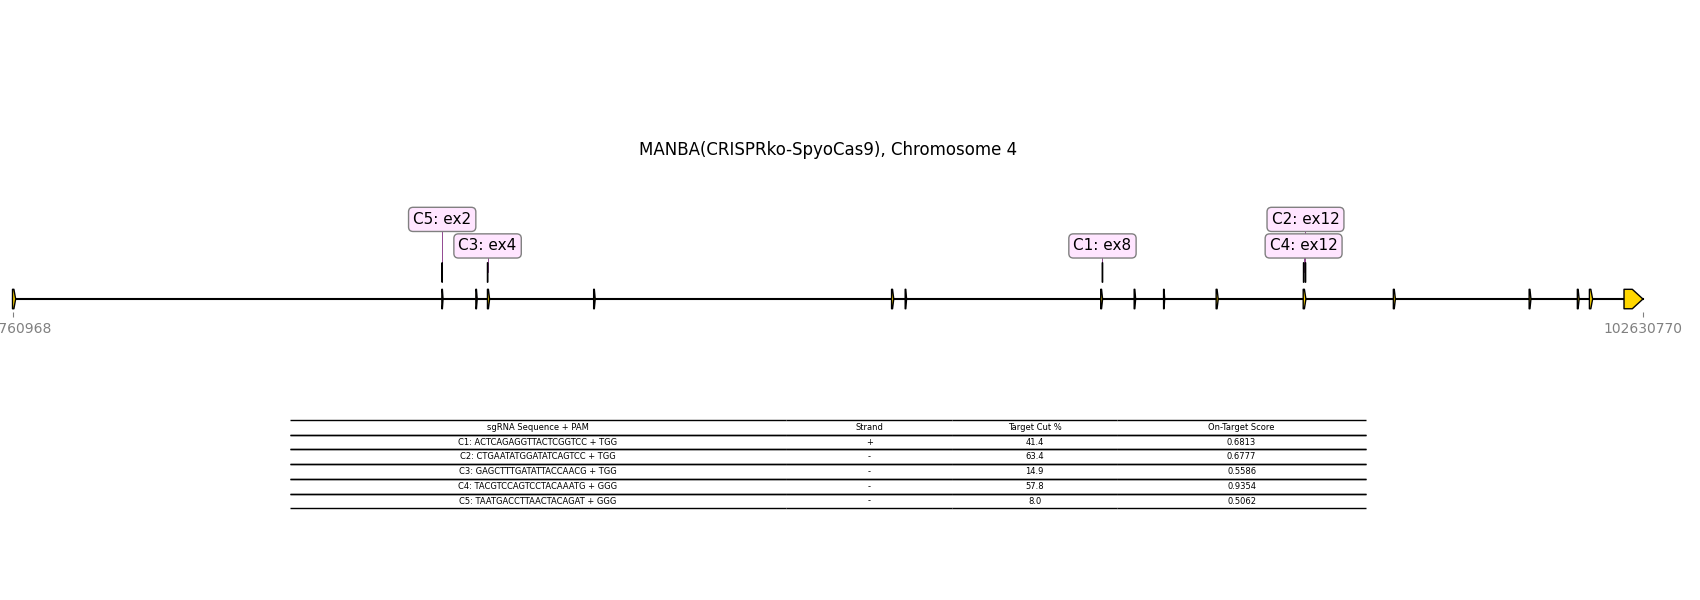 MANBA(CRISPRko-SpyoCas9), Chromosome 4
C5: ex2
C2: ex12
C3: ex4
C1: ex8
C4: ex12
760968
102630770
sgRNA Sequence + PAM Strand Target Cut % On-Target Score
C1: ACTCAGAGGTTACTCGGTCC + TGG + 41.4 0.6813
C2: CTGAATATGGATATCAGTCC + TGG - 63.4 0.6777
C3: GAGCTTTGATATTACCAACG + TGG - 14.9 0.5586
C4: TACGTCCAGTCCTACAAATG + GGG - 57.8 0.9354
C5: TAATGACCTTAACTACAGAT + GGG - 8.0 0.5062